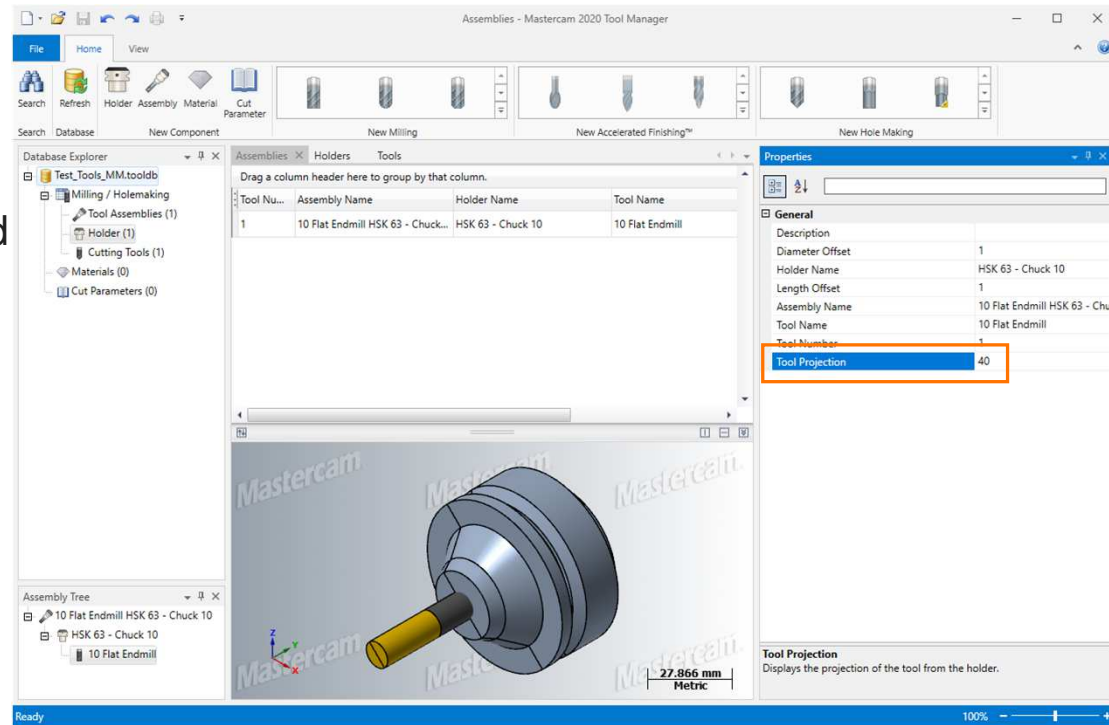 Assemblies - Mastercam 2020 Tool Manager
File Home View
Search Refresh Holder Assembly Material Cut Parameter
Search Database New Component New Milling New Accelerated Finishing™ New Hole Making
Database Explorer
Test_Tools_MM.tooldb
Milling / Holemaking
Tool Assemblies (1)
Holder (1)
Cutting Tools (1)
Materials (0)
Cut Parameters (0)
Assemblies Holders Tools
Drag a column header here to group by that column.
Tool Nu... Assembly Name Holder Name Tool Name
1 10 Flat Endmill HSK 63 - Chuck... HSK 63 - Chuck 10 10 Flat Endmill
Mastercam Mastercam Mastercam.
Mastercam Mastercam Mastercam
27.866 mm
Metric
Assembly Tree
10 Flat Endmill HSK 63 - Chuck 10
HSK 63 - Chuck 10
10 Flat Endmill
Properties
General
Description
Diameter Offset 1
Holder Name HSK 63 - Chuck 10
Length Offset 1
Assembly Name 10 Flat Endmill HSK 63 - Chu
Tool Name 10 Flat Endmill
Tool Number 1
Tool Projection 40
Tool Projection
Displays the projection of the tool from the holder.
Ready 100%